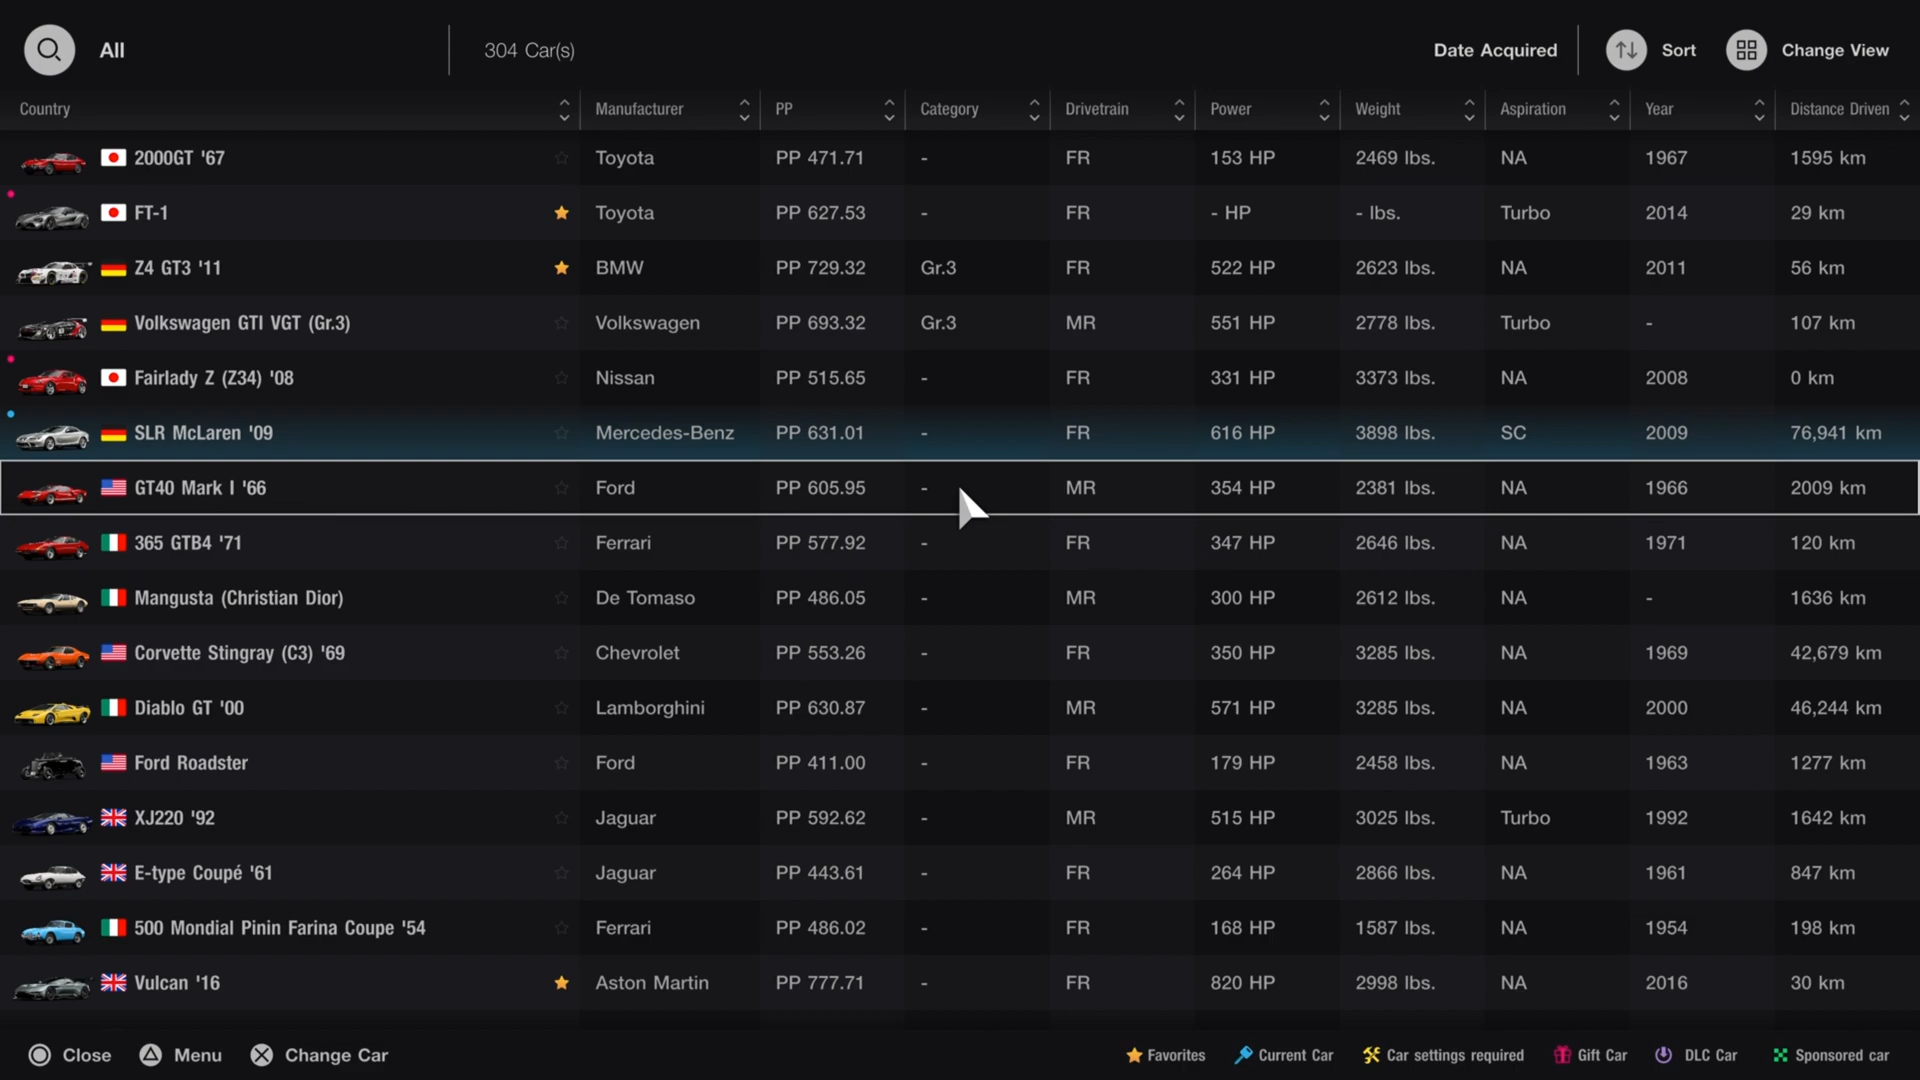 All 304 Car(s) Date Acquired Sort Change View
Country Manufacturer PP Category Drivetrain Power Weight Aspiration Year Distance Driven
2000GT '67 Toyota PP 471.71 - FR 153 HP 2469 lbs. NA 1967 1595 km
FT-1 Toyota PP 627.53 - FR - HP - lbs. Turbo 2014 29 km
Z4 GT3 '11 BMW PP 729.32 Gr.3 FR 522 HP 2623 lbs. NA 2011 56 km
Volkswagen GTI VGT (Gr.3) Volkswagen PP 693.32 Gr.3 MR 551 HP 2778 lbs. Turbo - 107 km
Fairlady Z (Z34) '08 Nissan PP 515.65 - FR 331 HP 3373 lbs. NA 2008 0 km
SLR McLaren '09 Mercedes-Benz PP 631.01 - FR 616 HP 3898 lbs. SC 2009 76,941 km
GT40 Mark I '66 Ford PP 605.95 - MR 354 HP 2381 lbs. NA 1966 2009 km
365 GTB4 '71 Ferrari PP 577.92 - FR 347 HP 2646 lbs. NA 1971 120 km
Mangusta (Christian Dior) De Tomaso PP 486.05 - MR 300 HP 2612 lbs. NA - 1636 km
Corvette Stingray (C3) '69 Chevrolet PP 553.26 - FR 350 HP 3285 lbs. NA 1969 42,679 km
Diablo GT '00 Lamborghini PP 630.87 - MR 571 HP 3285 lbs. NA 2000 46,244 km
Ford Roadster Ford PP 411.00 - FR 179 HP 2458 lbs. NA 1963 1277 km
XJ220 '92 Jaguar PP 592.62 - MR 515 HP 3025 lbs. Turbo 1992 1642 km
E-type Coupé '61 Jaguar PP 443.61 - FR 264 HP 2866 lbs. NA 1961 847 km
500 Mondial Pinin Farina Coupe '54 Ferrari PP 486.02 - FR 168 HP 1587 lbs. NA 1954 198 km
Vulcan '16 Aston Martin PP 777.71 - FR 820 HP 2998 lbs. NA 2016 30 km
Close Menu Change Car Favorites Current Car Car settings required Gift Car DLC Car Sponsored car